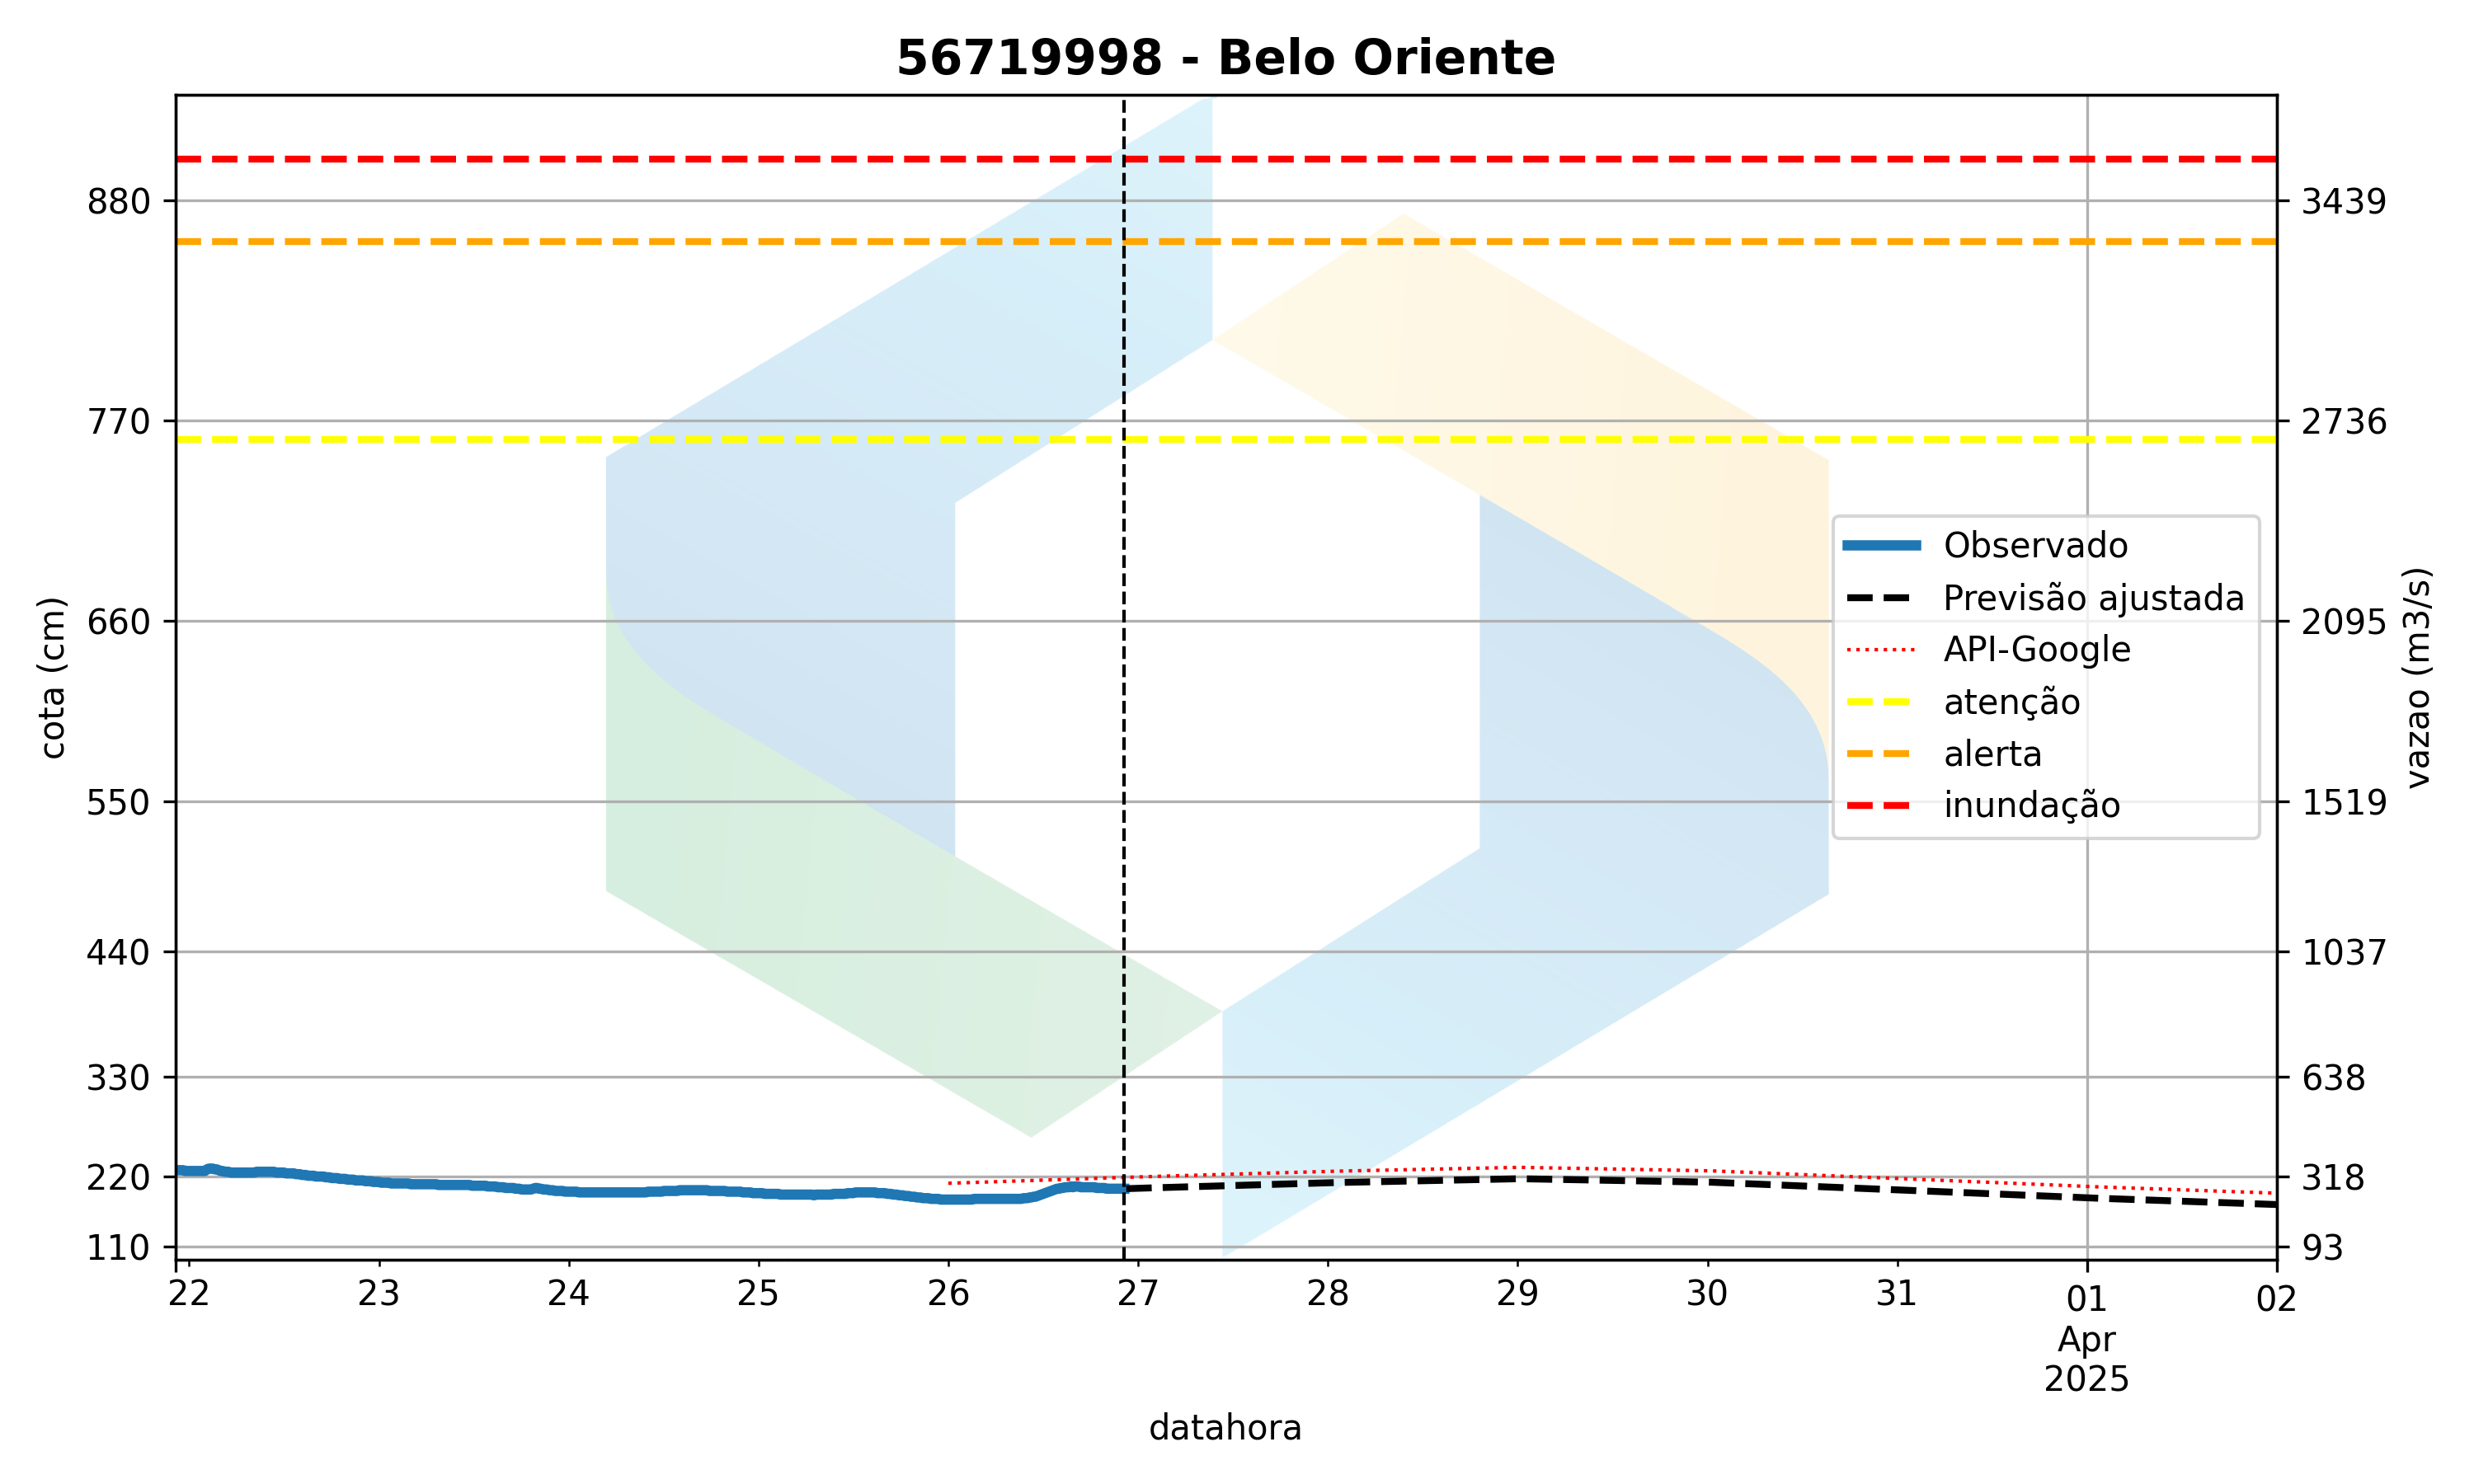 56719998 - Belo Oriente
880
770
660
550
440
330
220
110
cota (cm)
3439
2736
2095
1519
1037
638
318
93
vazao (m3/s)
Observado
Previsão ajustada
API-Google
atenção
alerta
inundação
22 23 24 25 26 27 28 29 30 31 01 02
Apr
2025
datahora